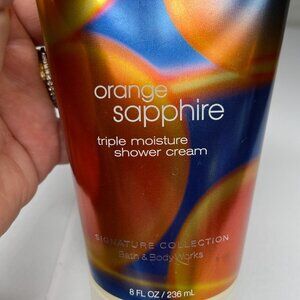 orange
sapphire
triple moisture
shower cream
SIGNATURE COLLECTION
Bath & Body Works
8 FL OZ / 236 mL